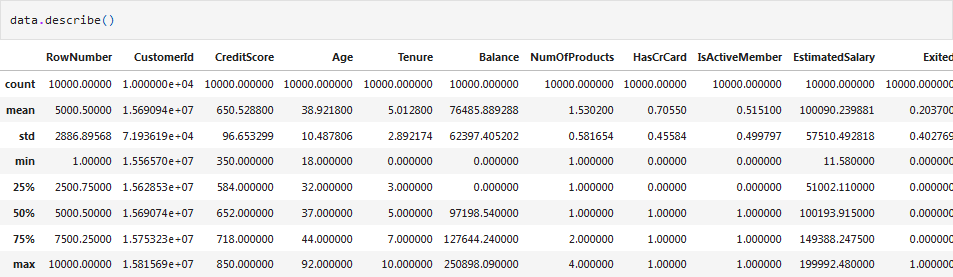 data.describe()
RowNumber CustomerId CreditScore Age Tenure Balance NumOfProducts HasCrCard IsActiveMember EstimatedSalary Exited
count 10000.00000 1.000000e+04 10000.000000 10000.000000 10000.000000 10000.000000 10000.000000 10000.00000 10000.000000 10000.000000 10000.000000
mean 5000.50000 1.569094e+07 650.528800 38.921800 5.012800 76485.889288 1.530200 0.70550 0.515100 100090.239881 0.203700
std 2886.89568 7.193619e+04 96.653299 10.487806 2.892174 62397.405202 0.581654 0.45584 0.499797 57510.492818 0.402769
min 1.00000 1.556570e+07 350.000000 18.000000 0.000000 0.000000 1.000000 0.00000 0.000000 11.580000 0.000000
25% 2500.75000 1.562853e+07 584.000000 32.000000 3.000000 0.000000 1.000000 0.00000 0.000000 51002.110000 0.000000
50% 5000.50000 1.569074e+07 652.000000 37.000000 5.000000 97198.540000 1.000000 1.00000 1.000000 100193.915000 0.000000
75% 7500.25000 1.575323e+07 718.000000 44.000000 7.000000 127644.240000 2.000000 1.00000 1.000000 149388.247500 0.000000
max 10000.00000 1.581569e+07 850.000000 92.000000 10.000000 250898.090000 4.000000 1.00000 1.000000 199992.480000 1.000000